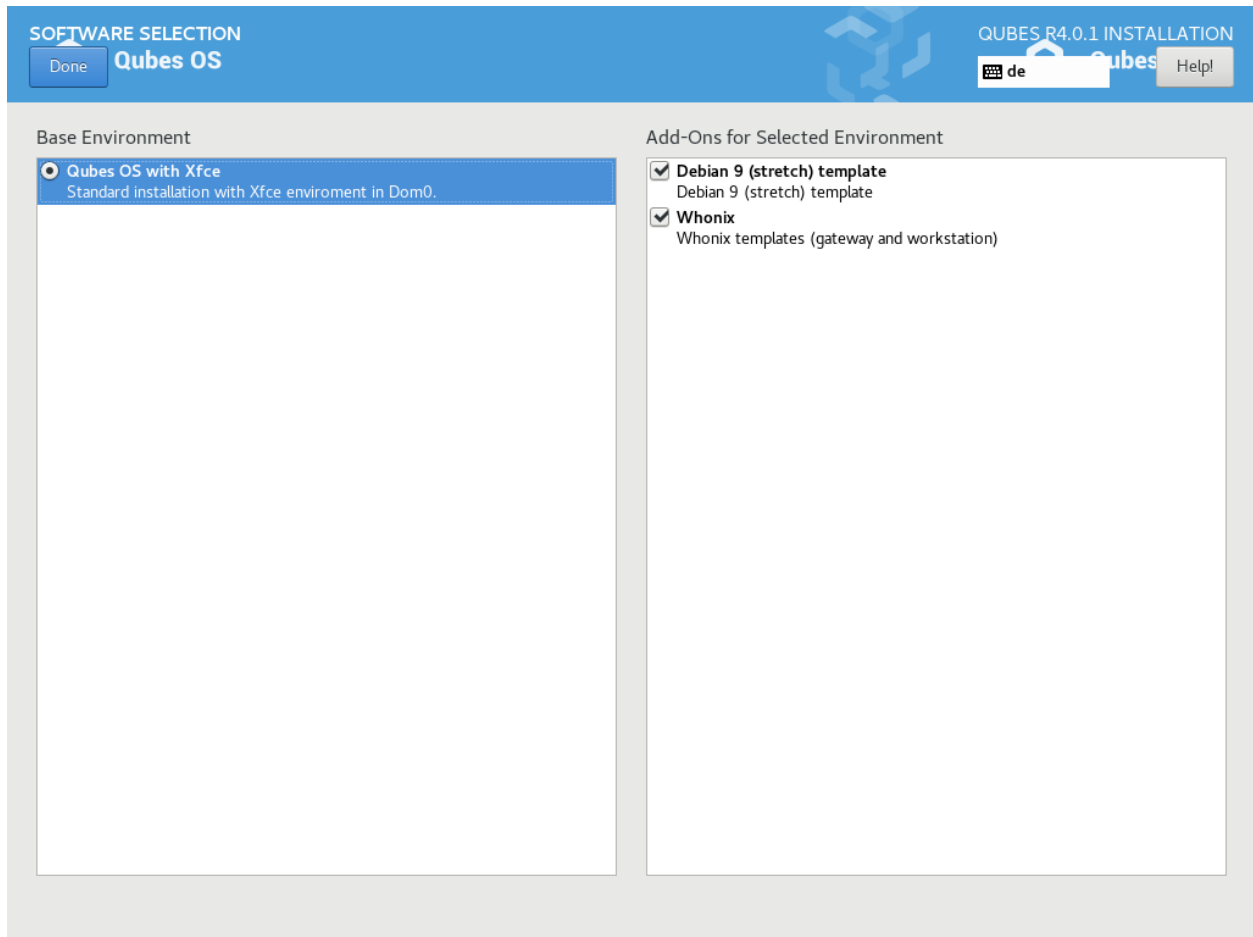 SOFTWARE SELECTION
Done
Qubes OS
QUBES R4.0.1 INSTALLATION
de
Help!
Base Environment
Qubes OS with Xfce
Standard installation with Xfce enviroment in Dom0.
Add-Ons for Selected Environment
Debian 9 (stretch) template
Debian 9 (stretch) template
Whonix
Whonix templates (gateway and workstation)